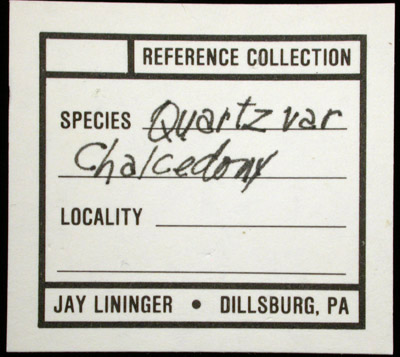 REFERENCE COLLECTION
SPECIES Quartz var
Chalcedony
LOCALITY
JAY LININGER • DILLSBURG, PA